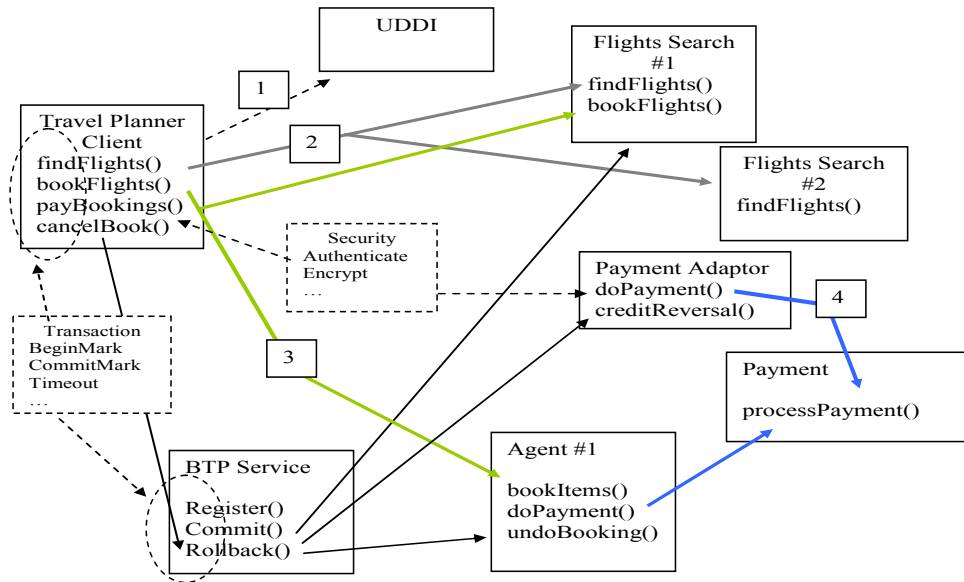 UDDI
Flights Search
#1
findFlights()
bookFlights()
1
Travel Planner
Client
findFlights()
bookFlights()
payBookings()
cancelBook()
2
Flights Search
#2
findFlights()
Security
Authenticate
Encrypt
…
Payment Adaptor
doPayment()
creditReversal()
4
Transaction
BeginMark
CommitMark
Timeout
…
3
Payment
processPayment()
BTP Service
Register()
Commit()
Rollback()
Agent #1
bookItems()
doPayment()
undoBooking()